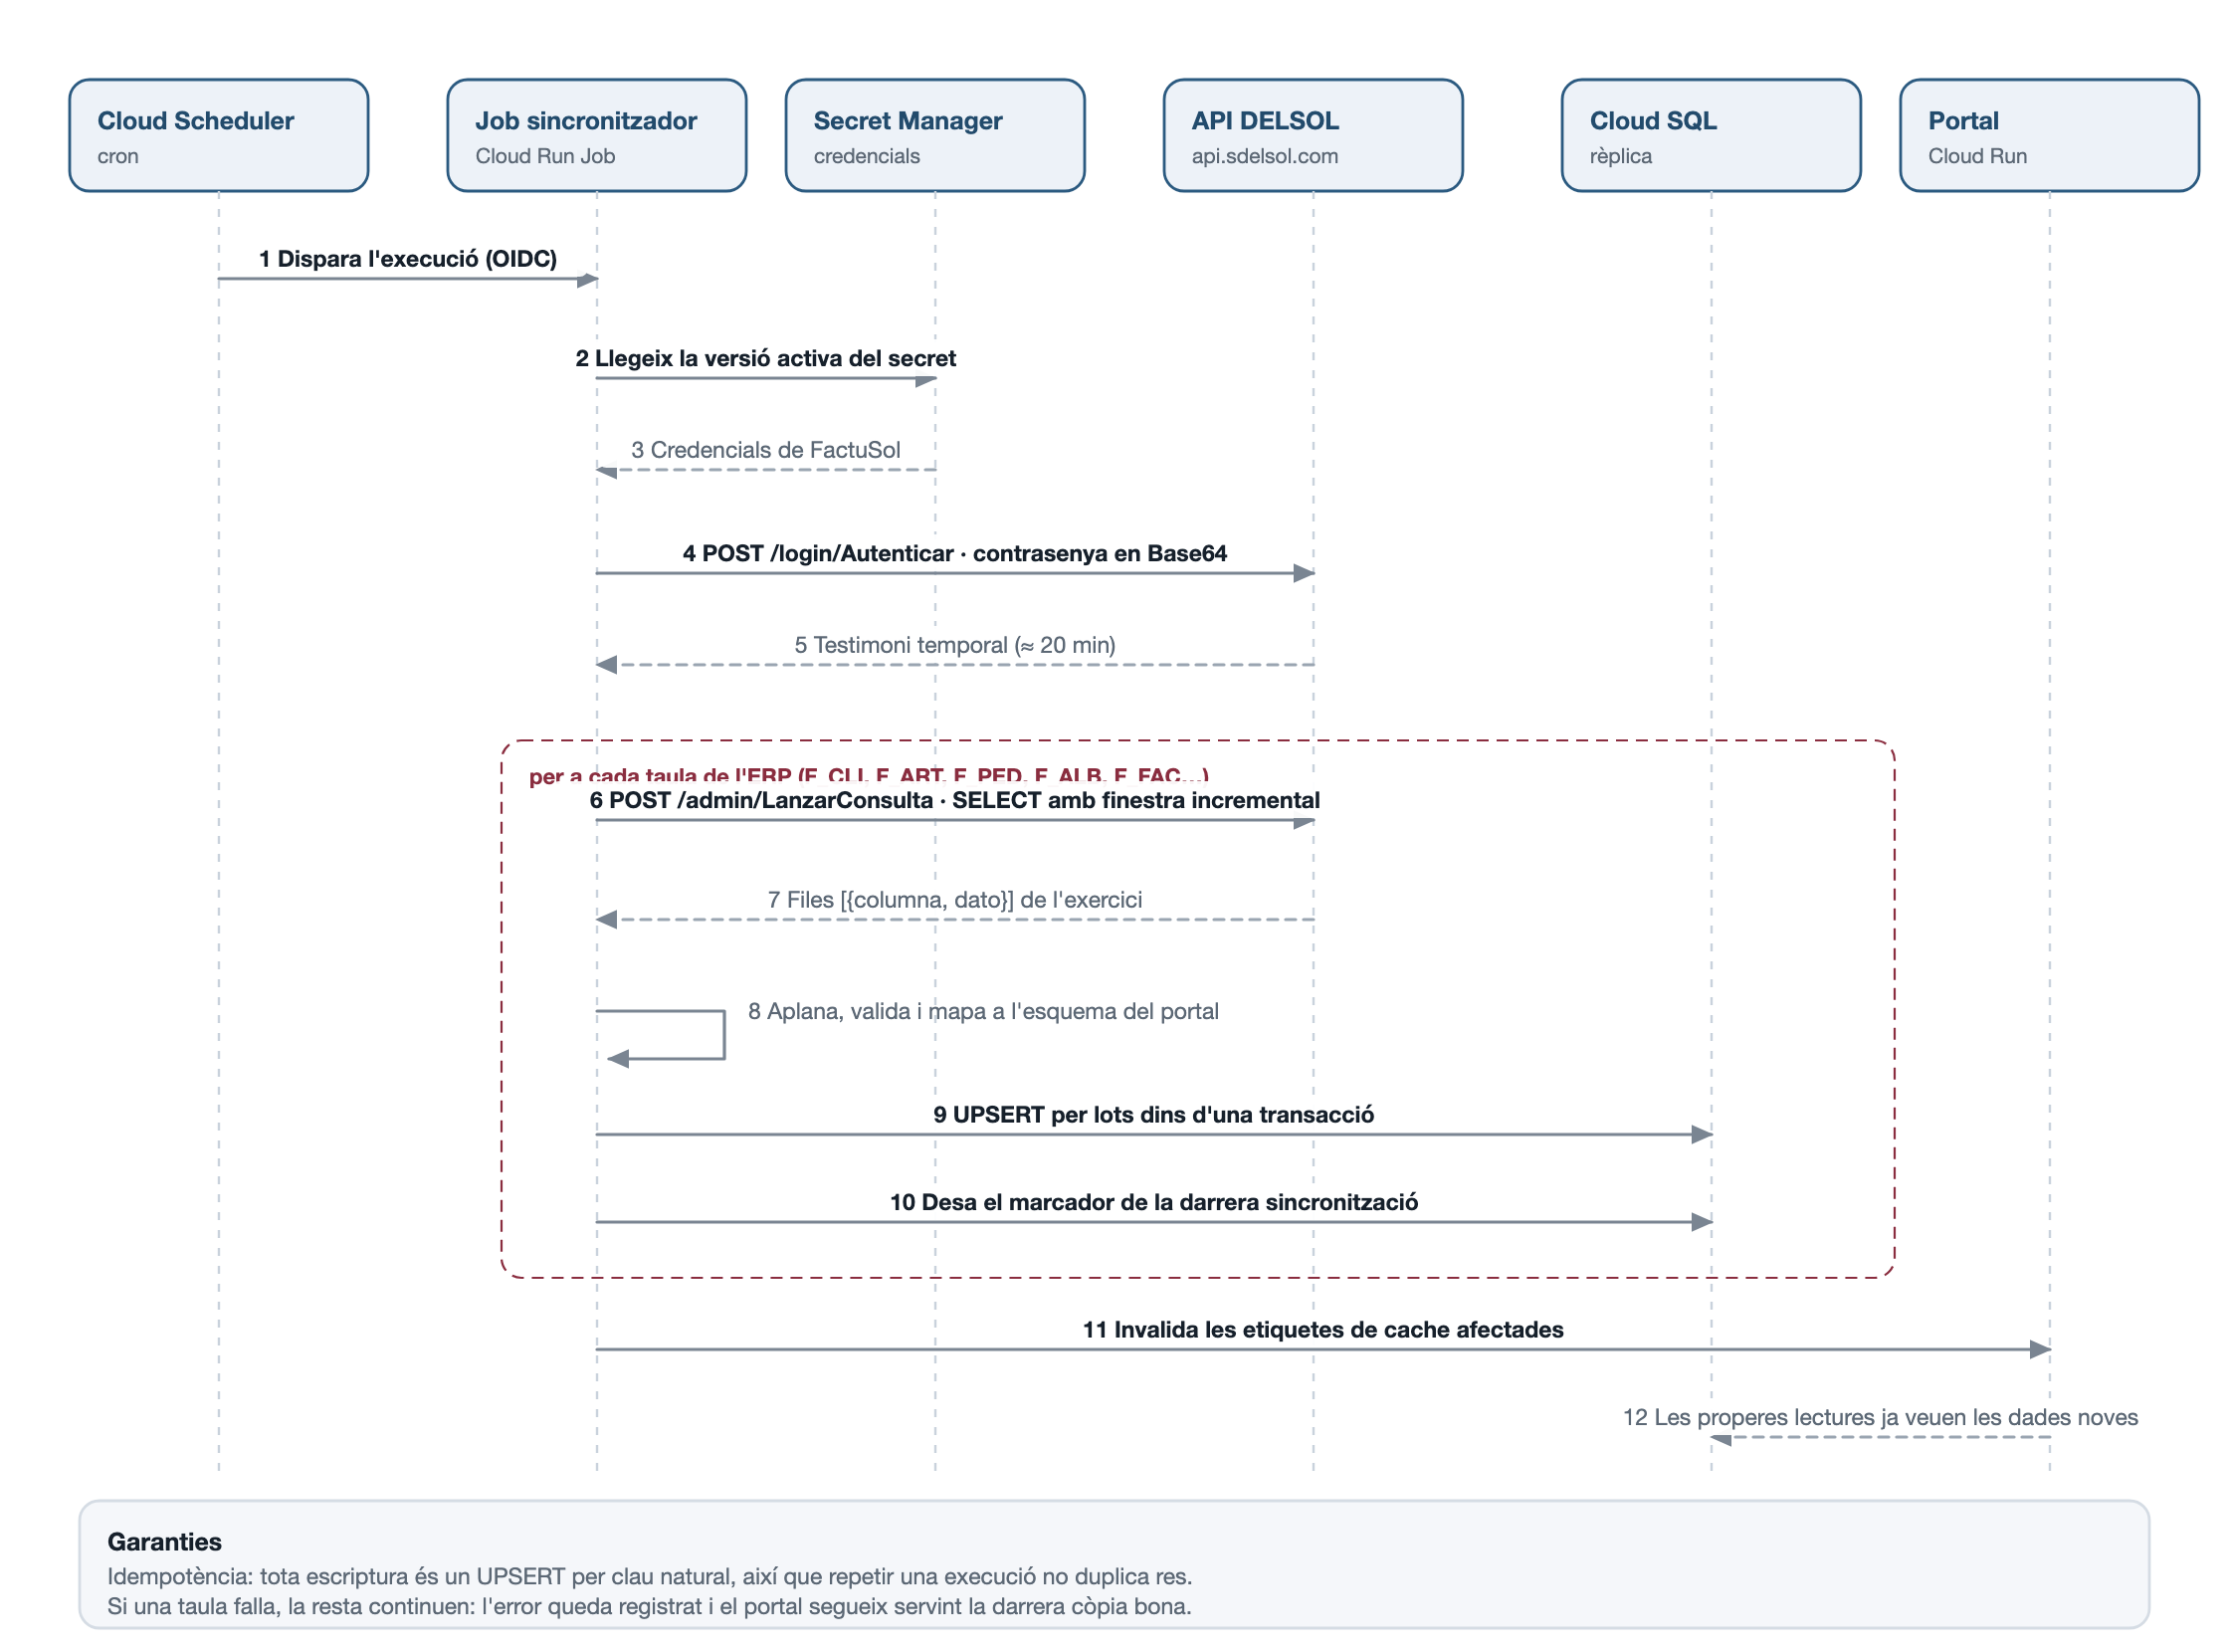 Cloud Scheduler
cron
Job sincronitzador
Cloud Run Job
Secret Manager
credencials
API DELSOL
api.sdelsol.com
Cloud SQL
rèplica
Portal
Cloud Run
1 Dispara l'execució (OIDC)
2 Llegeix la versió activa del secret
3 Credencials de FactuSol
4 POST /login/Autenticar · contrasenya en Base64
5 Testimoni temporal (≈ 20 min)
per a cada taula de l'ERP (F_CLI, F_ART, F_PED, F_ALB, F_FAC...)
6 POST /admin/LanzarConsulta · SELECT amb finestra incremental
7 Files [{columna, dato}] de l'exercici
8 Aplana, valida i mapa a l'esquema del portal
9 UPSERT per lots dins d'una transacció
10 Desa el marcador de la darrera sincronització
11 Invalida les etiquetes de cache afectades
12 Les properes lectures ja veuen les dades noves
Garanties
Idempotència: tota escriptura és un UPSERT per clau natural, així que repetir una execució no duplica res.
Si una taula falla, la resta continuen: l'error queda registrat i el portal segueix servint la darrera còpia bona.